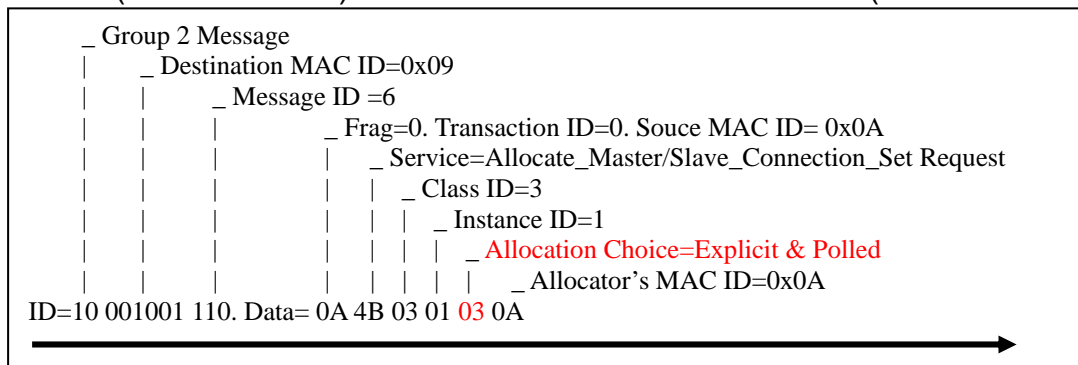 _ Group 2 Message
_ Destination MAC ID=0x09
_ Message ID =6
_ Frag=0. Transaction ID=0. Souce MAC ID= 0x0A
_ Service=Allocate_Master/Slave_Connection_Set Request
_ Class ID=3
_ Instance ID=1
_ Allocation Choice=Explicit & Polled
_ Allocator’s MAC ID=0x0A
ID=10 001001 110. Data= 0A 4B 03 01 03 0A